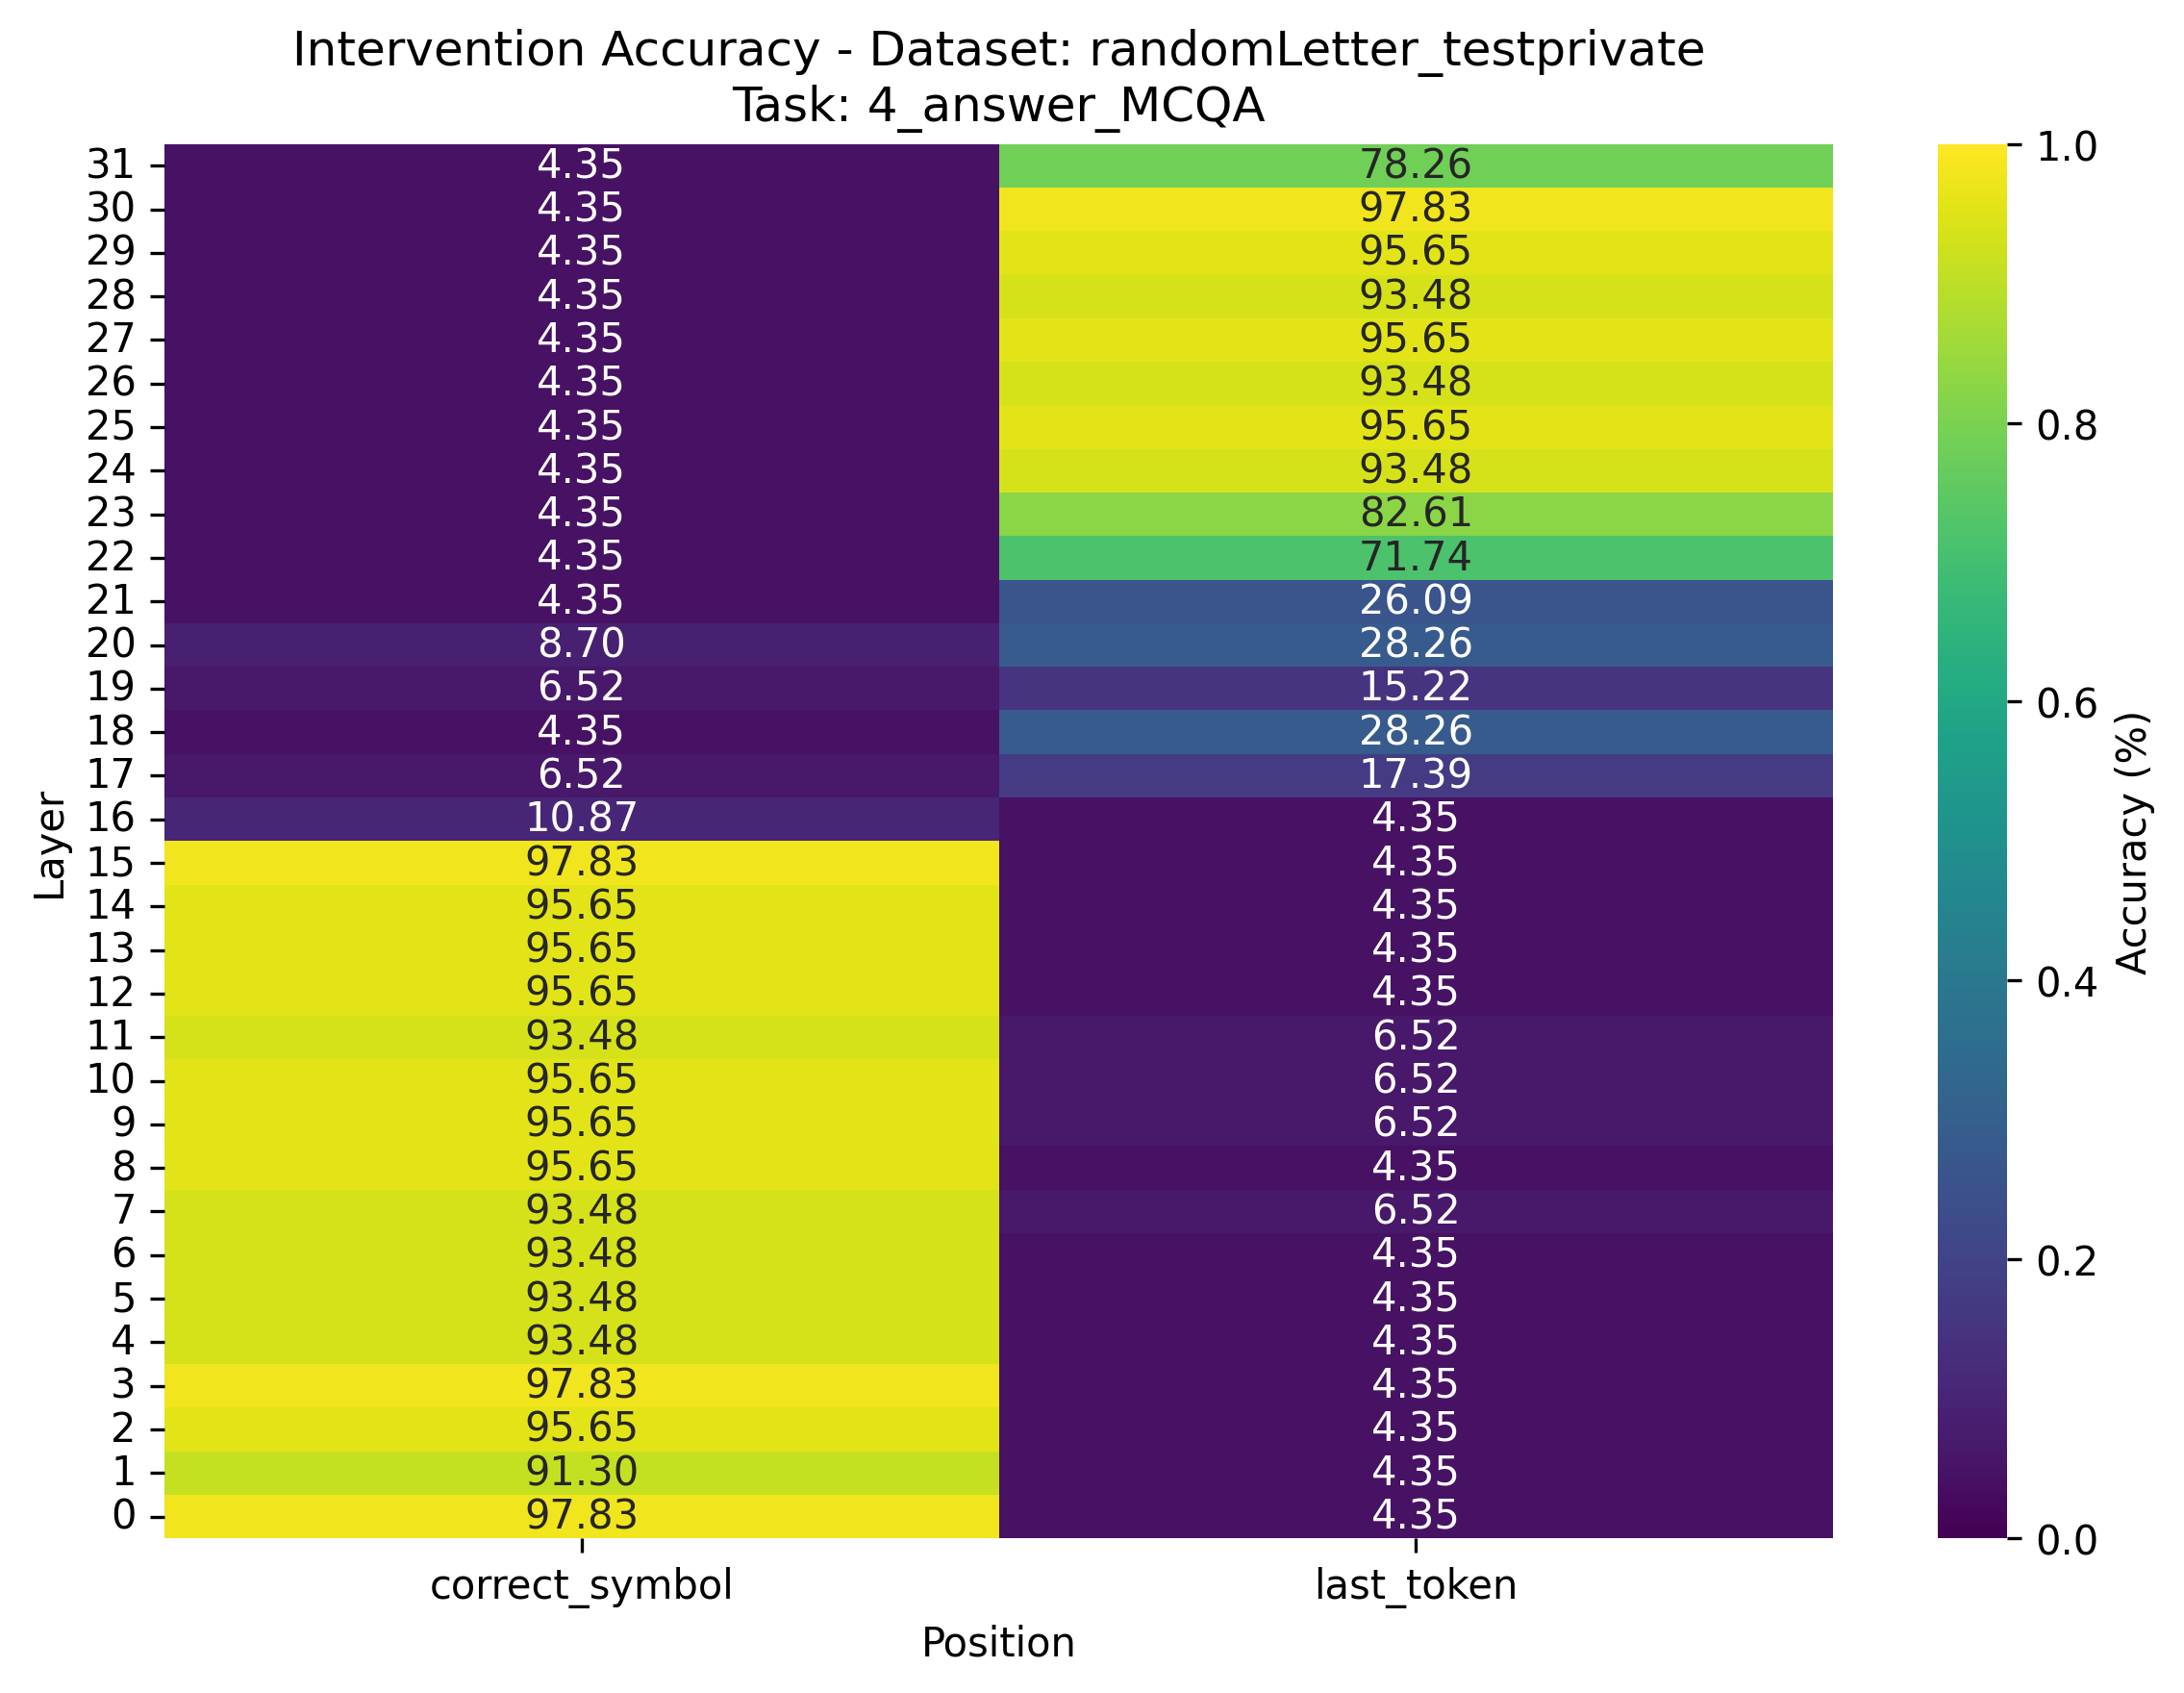 Intervention Accuracy - Dataset: randomLetter_testprivate
Task: 4_answer_MCQA
31 4.35 78.26
30 4.35 97.83
29 4.35 95.65
28 4.35 93.48
27 4.35 95.65
26 4.35 93.48
25 4.35 95.65
24 4.35 93.48
23 4.35 82.61
22 4.35 71.74
21 4.35 26.09
20 8.70 28.26
19 6.52 15.22
18 4.35 28.26
17 6.52 17.39
16 10.87 4.35
15 97.83 4.35
14 95.65 4.35
13 95.65 4.35
12 95.65 4.35
11 93.48 6.52
10 95.65 6.52
9 95.65 6.52
8 95.65 4.35
7 93.48 6.52
6 93.48 4.35
5 93.48 4.35
4 93.48 4.35
3 97.83 4.35
2 95.65 4.35
1 91.30 4.35
0 97.83 4.35
correct_symbol last_token
Position
Layer
1.0
0.8
0.6
0.4
0.2
0.0
Accuracy (%)